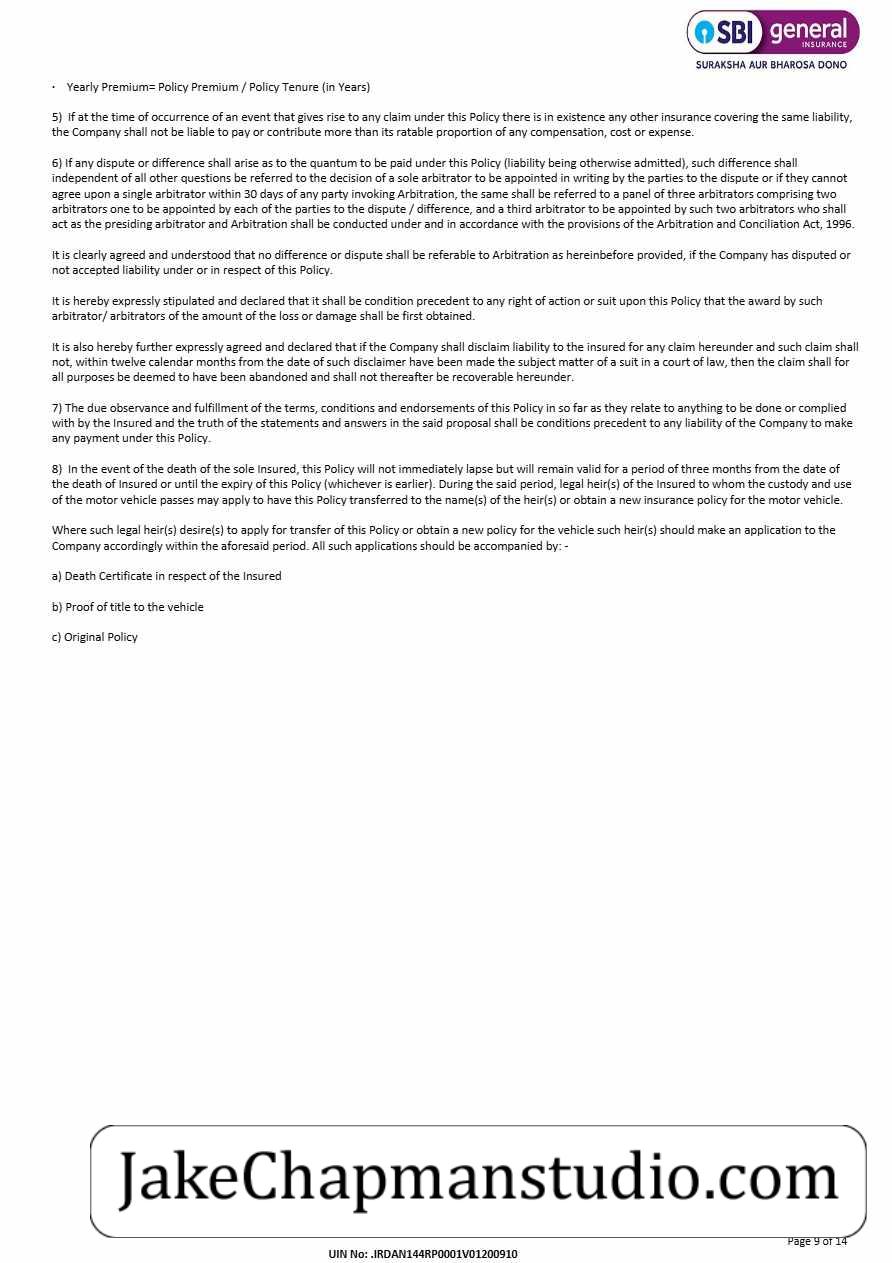 SBI general
INSURANCE
SURAKSHA AUR BHAROSA DONO
· Yearly Premium= Policy Premium / Policy Tenure (in Years)
5) If at the time of occurrence of an event that gives rise to any claim under this Policy there is in existence any other insurance covering the same liability,
the Company shall not be liable to pay or contribute more than its ratable proportion of any compensation, cost or expense.
6) If any dispute or difference shall arise as to the quantum to be paid under this Policy (liability being otherwise admitted), such difference shall
independent of all other questions be referred to the decision of a sole arbitrator to be appointed in writing by the parties to the dispute or if they cannot
agree upon a single arbitrator within 30 days of any party invoking Arbitration, the same shall be referred to a panel of three arbitrators comprising two
arbitrators one to be appointed by each of the parties to the dispute / difference, and a third arbitrator to be appointed by such two arbitrators who shall
act as the presiding arbitrator and Arbitration shall be conducted under and in accordance with the provisions of the Arbitration and Conciliation Act, 1996.
It is clearly agreed and understood that no difference or dispute shall be referable to Arbitration as hereinbefore provided, if the Company has disputed or
not accepted liability under or in respect of this Policy.
It is hereby expressly stipulated and declared that it shall be condition precedent to any right of action or suit upon this Policy that the award by such
arbitrator/ arbitrators of the amount of the loss or damage shall be first obtained.
It is also hereby further expressly agreed and declared that if the Company shall disclaim liability to the insured for any claim hereunder and such claim shall
not, within twelve calendar months from the date of such disclaimer have been made the subject matter of a suit in a court of law, then the claim shall for
all purposes be deemed to have been abandoned and shall not thereafter be recoverable hereunder.
7) The due observance and fulfillment of the terms, conditions and endorsements of this Policy in so far as they relate to anything to be done or complied
with by the Insured and the truth of the statements and answers in the said proposal shall be conditions precedent to any liability of the Company to make
any payment under this Policy.
8) In the event of the death of the sole Insured, this Policy will not immediately lapse but will remain valid for a period of three months from the date of
the death of Insured or until the expiry of this Policy (whichever is earlier). During the said period, legal heir(s) of the Insured to whom the custody and use
of the motor vehicle passes may apply to have this Policy transferred to the name(s) of the heir(s) or obtain a new insurance policy for the motor vehicle.
Where such legal heir(s) desire(s) to apply for transfer of this Policy or obtain a new policy for the vehicle such heir(s) should make an application to the
Company accordingly within the aforesaid period. All such applications should be accompanied by: -
a) Death Certificate in respect of the Insured
b) Proof of title to the vehicle
c) Original Policy
JakeChapmanstudio.com
Page 9 of 14
UIN No: .IRDAN144RP0001V01200910